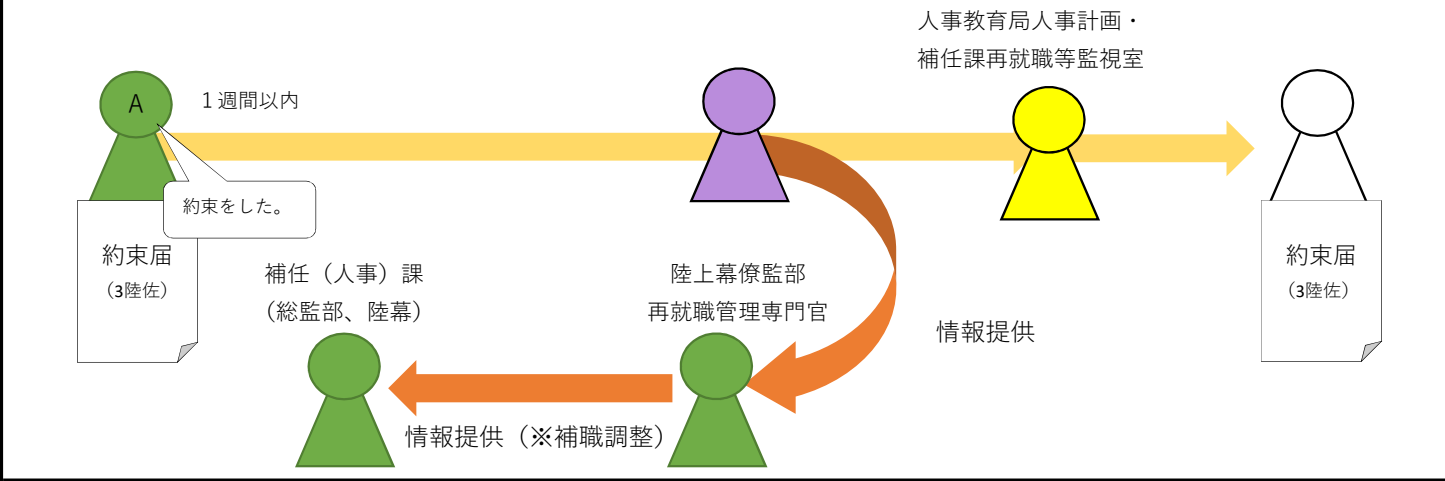 人事教育局人事計画・
補任課再就職等監視室
A
１週間以内
約束をした。
約束届
（3陸佐）
補任（人事）課
（総監部、陸幕）
陸上幕僚監部
再就職管理専門官
情報提供
約束届
（3陸佐）
情報提供（※補職調整）